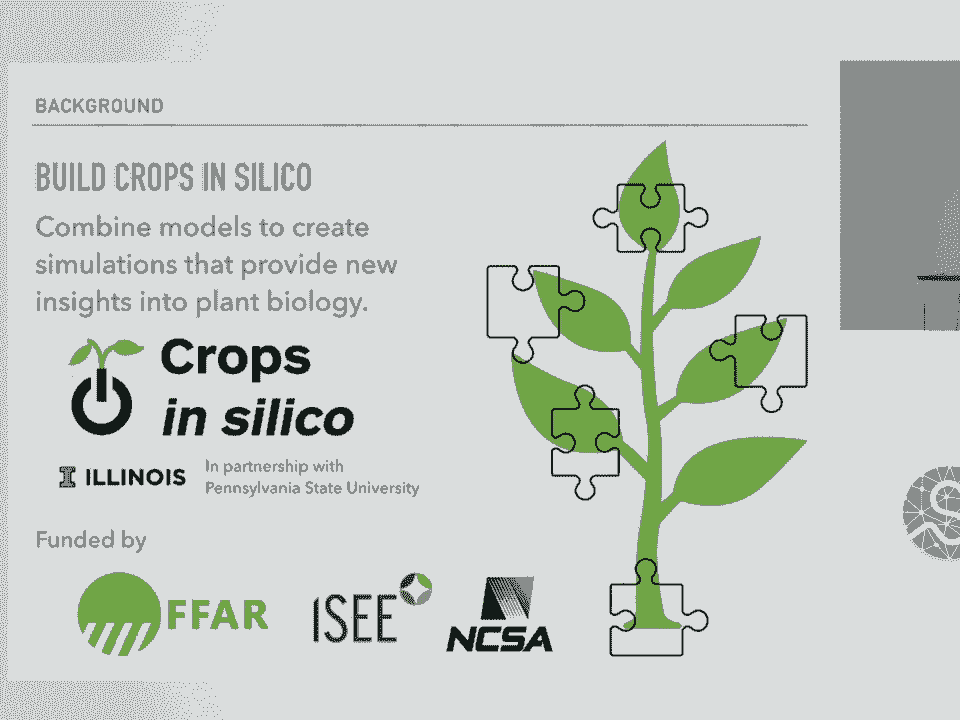 BACKGROUND
BUILD CROPS IN SILICO
Combine models to create
simulations that provide new
insights into plant biology.
Crops
in silico
I ILLINOIS
In partnership with
Pennsylvania State University
Funded by
FFAR
ISEE
NCSA